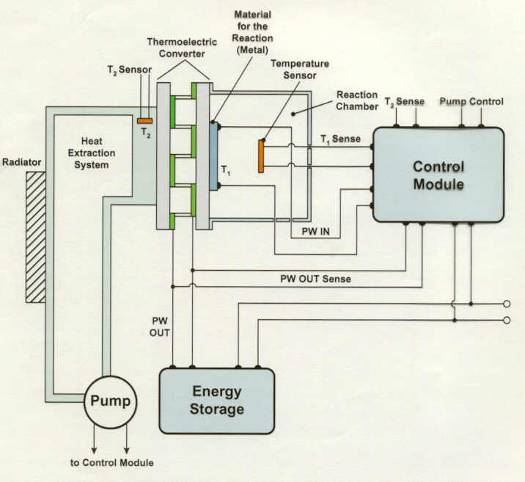 Material
for the
Reaction
(Metal)
Thermoelectric
Converter
Temperature
Sensor
T2 Sensor
Reaction
Chamber
T2 Sense
Pump Control
T2
T1
T1 Sense
Heat
Extraction
System
Radiator
Control
Module
PW IN
PW OUT Sense
PW
OUT
Energy
Storage
Pump
to Control Module